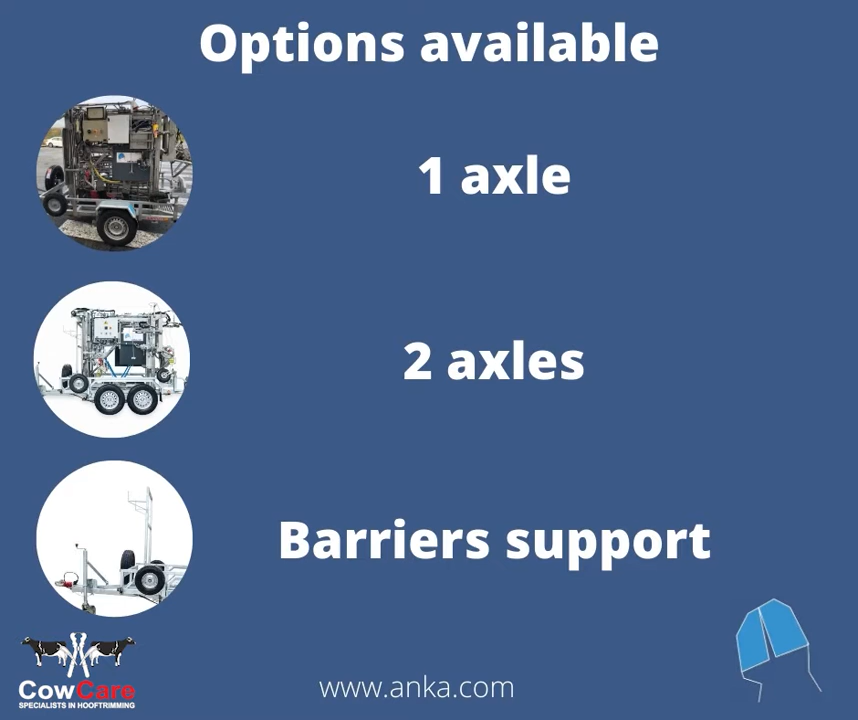 Options available
1 axle
2 axles
Barriers support
CowCare
SPECIALISTS IN HOOFTRIMMING
www.anka.com